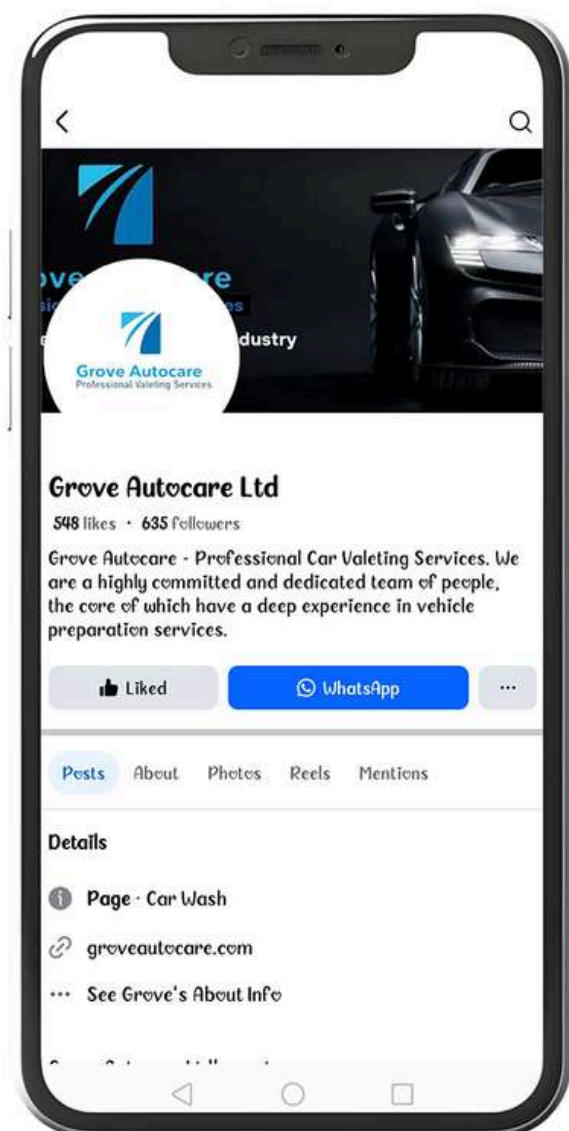 Grove Autocare
Professional Valeting Services
dustry
Grove Autocare Ltd
548 likes · 635 followers
Grove Autocare - Professional Car Valeting Services. We
are a highly committed and dedicated team of people,
the core of which have a deep experience in vehicle
preparation services.
Liked
WhatsApp
Posts About Photos Reels Mentions
Details
Page · Car Wash
groveautocare.com
See Grove's About Info